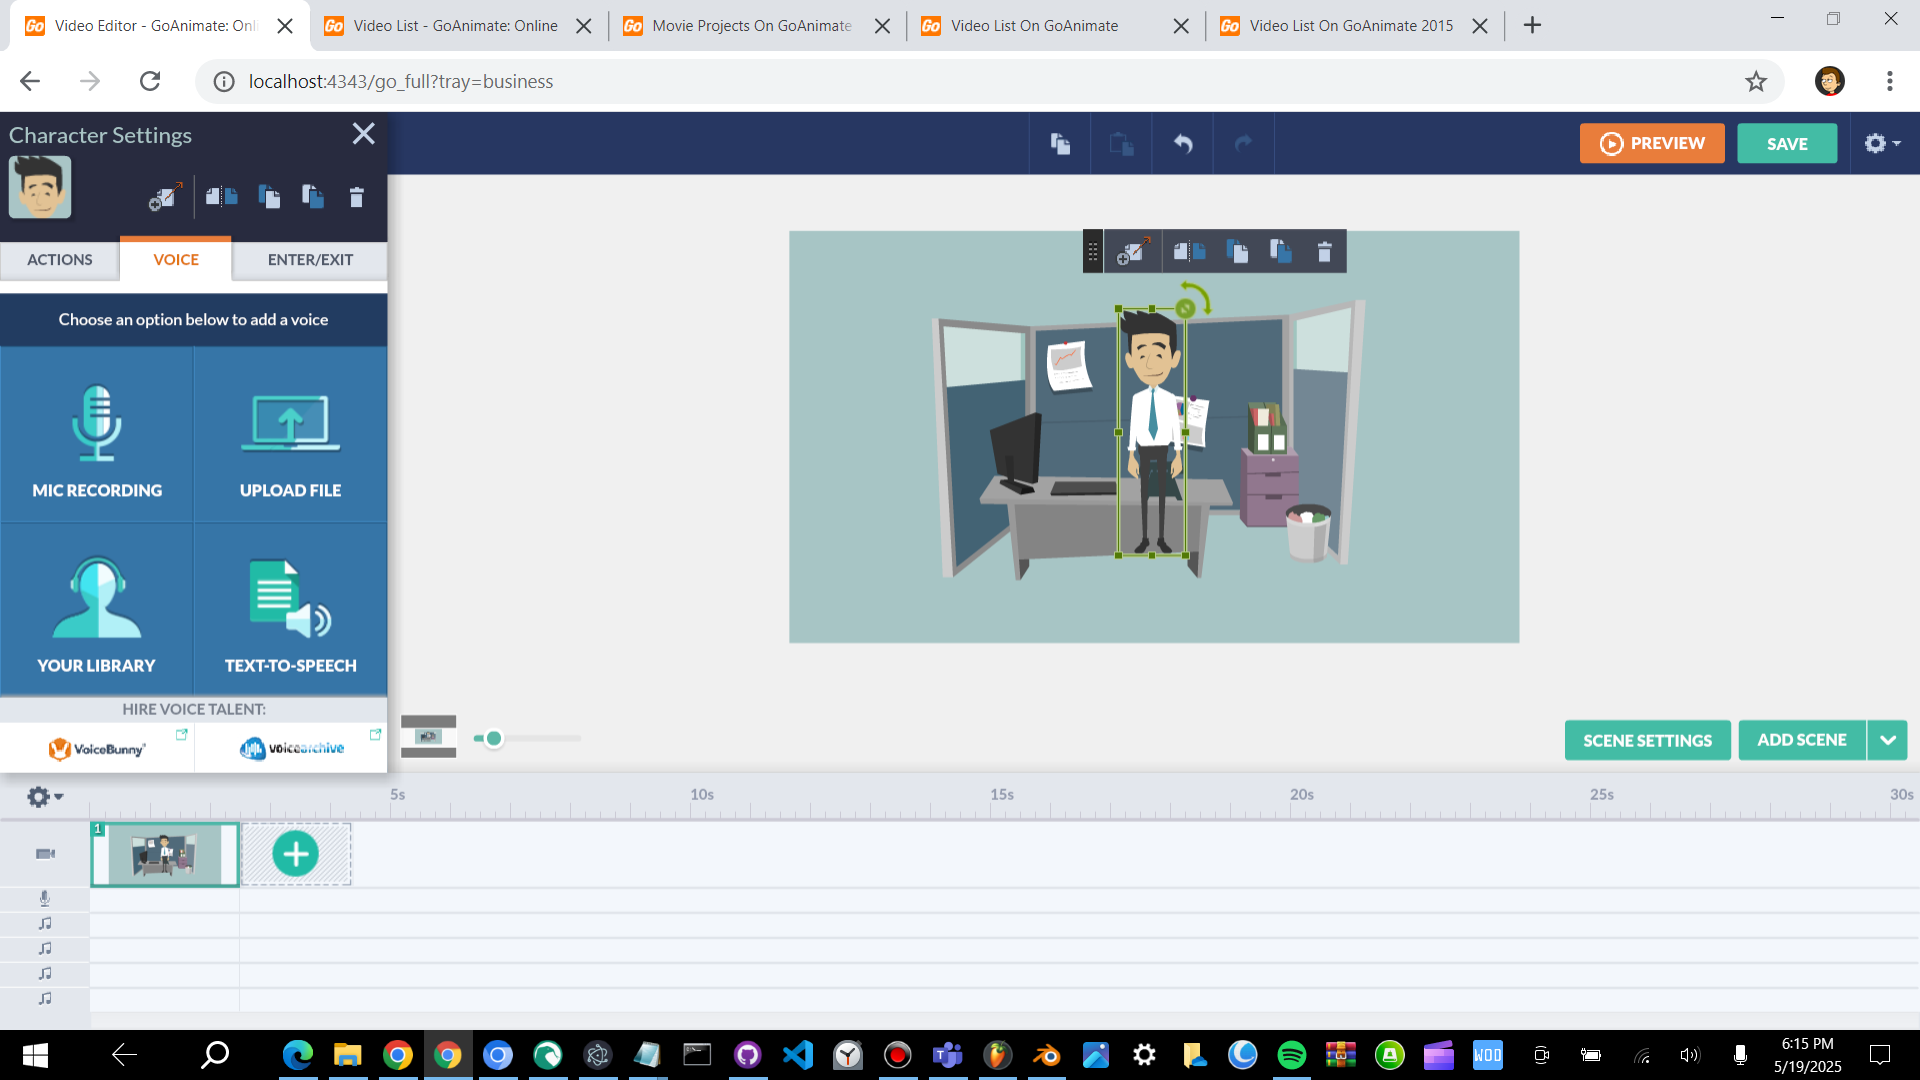 Video Editor - GoAnimate: Onli
Video List - GoAnimate: Online
Movie Projects On GoAnimate
Video List On GoAnimate
Video List On GoAnimate 2015
localhost:4343/go_full?tray=business
Character Settings
PREVIEW
SAVE
ACTIONS
VOICE
ENTER/EXIT
Choose an option below to add a voice
MIC RECORDING
UPLOAD FILE
YOUR LIBRARY
TEXT-TO-SPEECH
HIRE VOICE TALENT:
VoiceBunny
voicearchive
SCENE SETTINGS
ADD SCENE
5s
10s
15s
20s
25s
30s
1
WOO
6:15 PM
5/19/2025